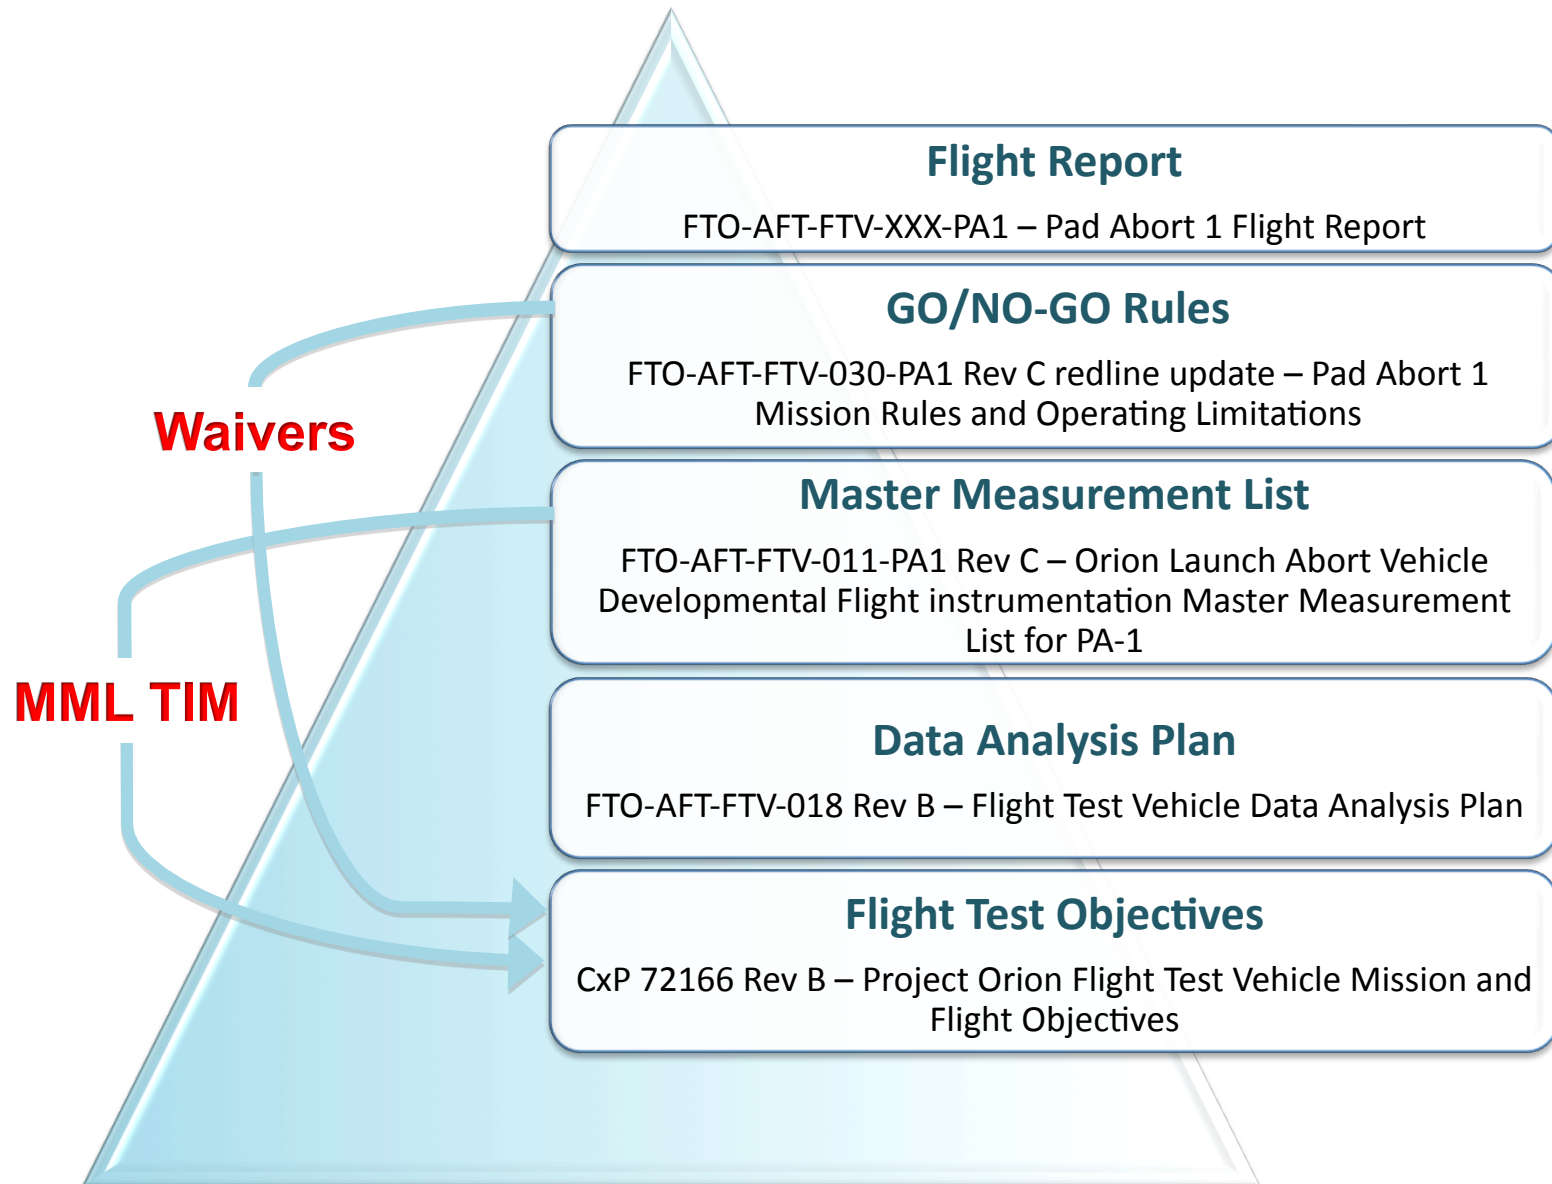 Flight Report
FTO-AFT-FTV-XXX-PA1 – Pad Abort 1 Flight Report
GO/NO-GO Rules
FTO-AFT-FTV-030-PA1 Rev C redline update – Pad Abort 1
Mission Rules and Operating Limitations
Waivers
Master Measurement List
FTO-AFT-FTV-011-PA1 Rev C – Orion Launch Abort Vehicle
Developmental Flight instrumentation Master Measurement
List for PA-1
MML TIM
Data Analysis Plan
FTO-AFT-FTV-018 Rev B – Flight Test Vehicle Data Analysis Plan
Flight Test Objectives
CxP 72166 Rev B – Project Orion Flight Test Vehicle Mission and
Flight Objectives